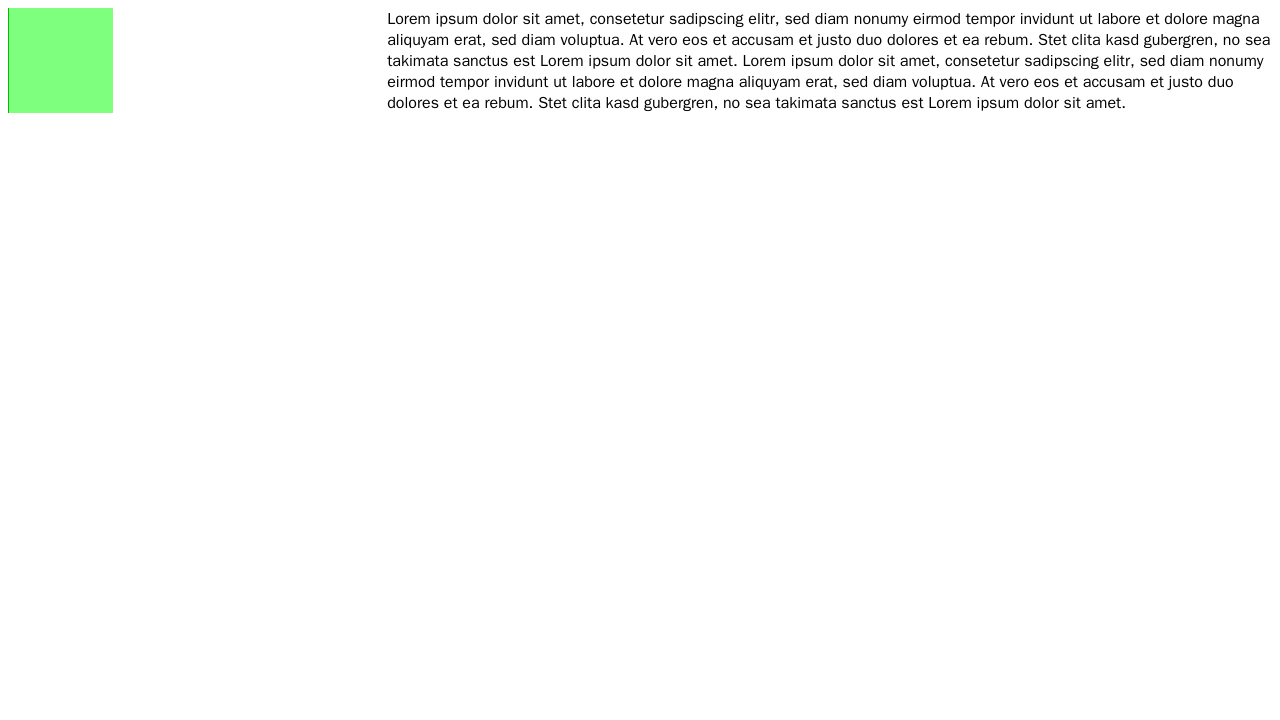 Lorem ipsum dolor sit amet, consetetur sadipscing elitr, sed diam nonumy eirmod tempor invidunt ut labore et dolore magna
aliquyam erat, sed diam voluptua. At vero eos et accusam et justo duo dolores et ea rebum. Stet clita kasd gubergren, no sea
takimata sanctus est Lorem ipsum dolor sit amet. Lorem ipsum dolor sit amet, consetetur sadipscing elitr, sed diam nonumy
eirmod tempor invidunt ut labore et dolore magna aliquyam erat, sed diam voluptua. At vero eos et accusam et justo duo
dolores et ea rebum. Stet clita kasd gubergren, no sea takimata sanctus est Lorem ipsum dolor sit amet.